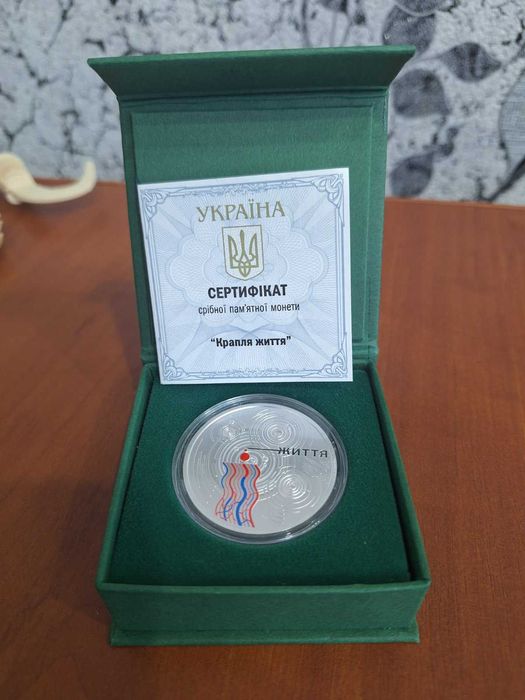 УКРАЇНА
СЕРТИФІКАТ
срібної пам'ятної монети
"Крапля життя"
ЖИТТЯ